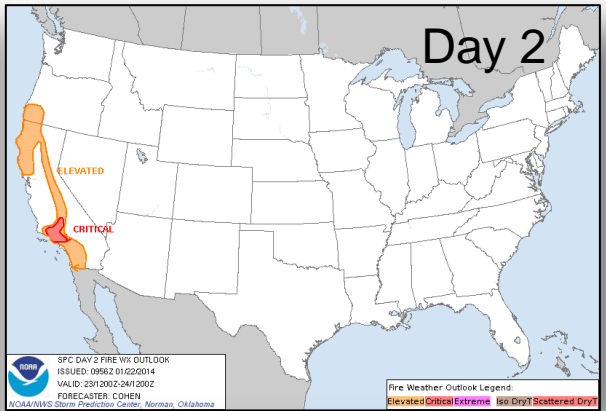 Day 2
ELEVATED
CRITICAL
NOAA
SPC DAY 2 FIRE WX OUTLOOK
ISSUED: 0956Z 01/22/2014
VALID: 23/1200Z-24/1200Z
FORECASTER: COHEN
NOAA/NWS Storm Prediction Center, Norman, Oklahoma
Fire Weather Outlook Legend:
Elevated Critical Extreme Iso DryT Scattered DryT